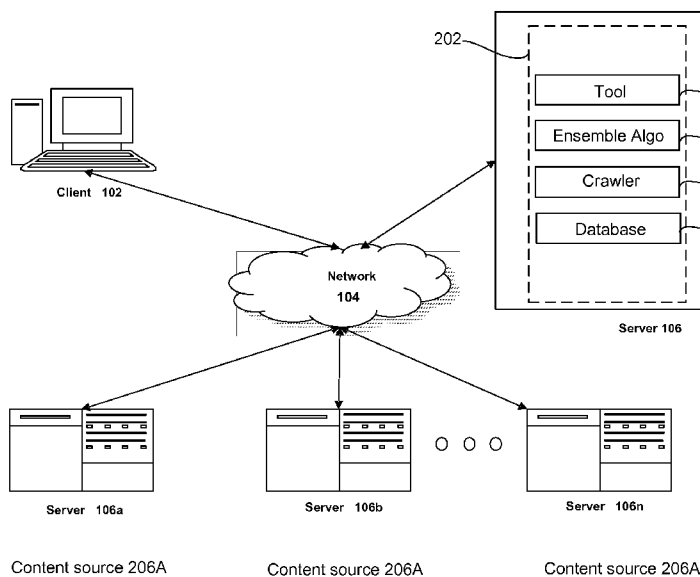 202
Tool
Ensemble Algo
Crawler
Database
Client 102
Network
104
Server 106
Server 106a
Server 106b
Server 106n
Content source 206A
Content source 206A
Content source 206A